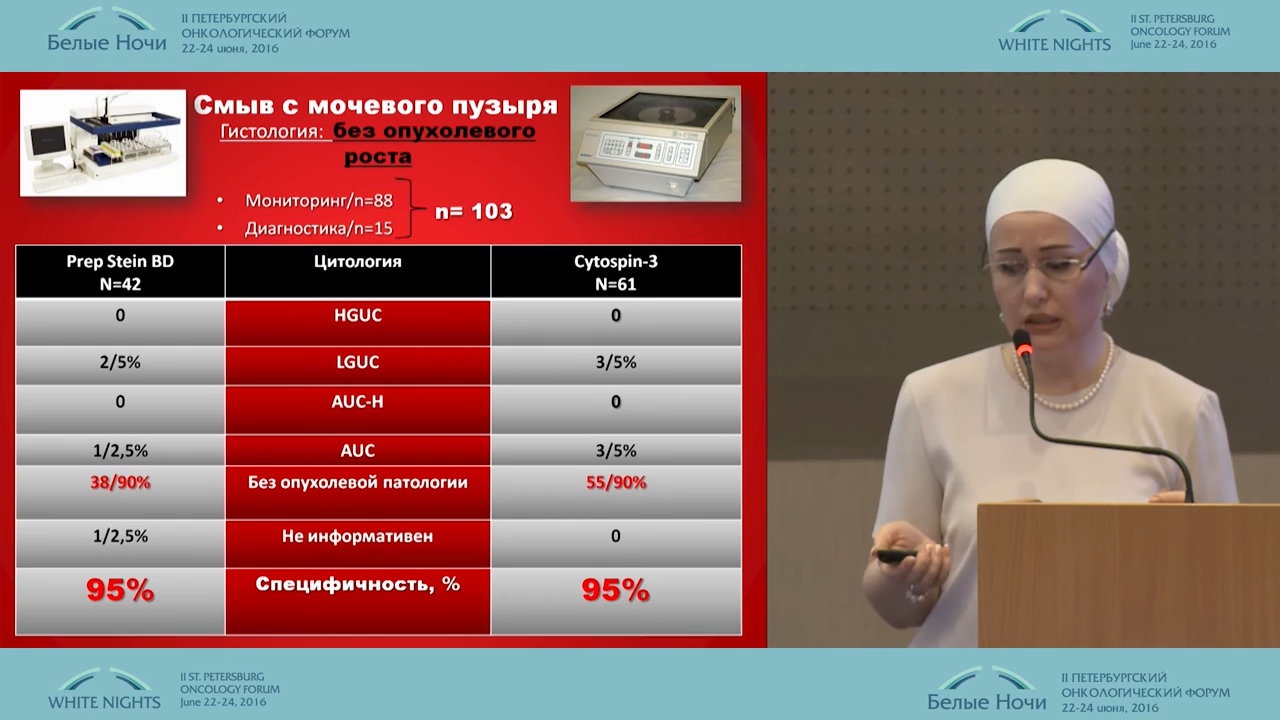 Белые Ночи
II ПЕТЕРБУРГСКИЙ
ОНКОЛОГИЧЕСКИЙ ФОРУМ
22-24 июня, 2016
WHITE NIGHTS
II ST. PETERSBURG
ONCOLOGY FORUM
June 22-24, 2016
Смыв с мочевого пузыря
Гистология: без опухолевого
роста
• Мониторинг/n=88
• Диагностика/n=15
n= 103
Prep Stein BD
N=42
Цитология
Cytospin-3
N=61
0
HGUC
0
2/5%
LGUC
3/5%
0
AUC-H
0
1/2,5%
AUC
3/5%
38/90%
Без опухолевой патологии
55/90%
1/2,5%
Не информативен
0
95%
Специфичность, %
95%
WHITE NIGHTS
II ST. PETERSBURG
ONCOLOGY FORUM
June 22-24, 2016
Белые Ночи
II ПЕТЕРБУРГСКИЙ
ОНКОЛОГИЧЕСКИЙ ФОРУМ
22-24 июня, 2016